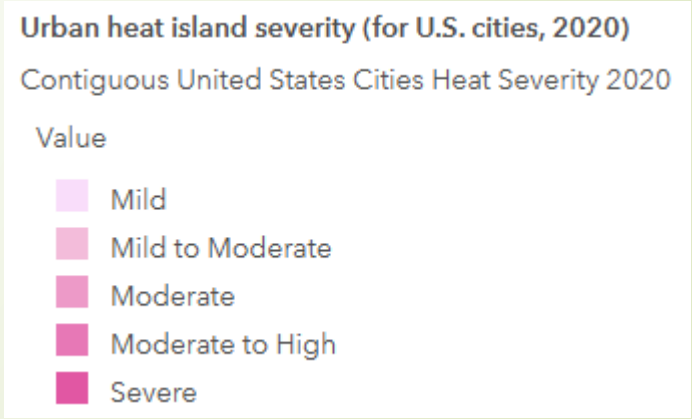 Urban heat island severity (for U.S. cities, 2020)
Contiguous United States Cities Heat Severity 2020
Value
Mild
Mild to Moderate
Moderate
Moderate to High
Severe